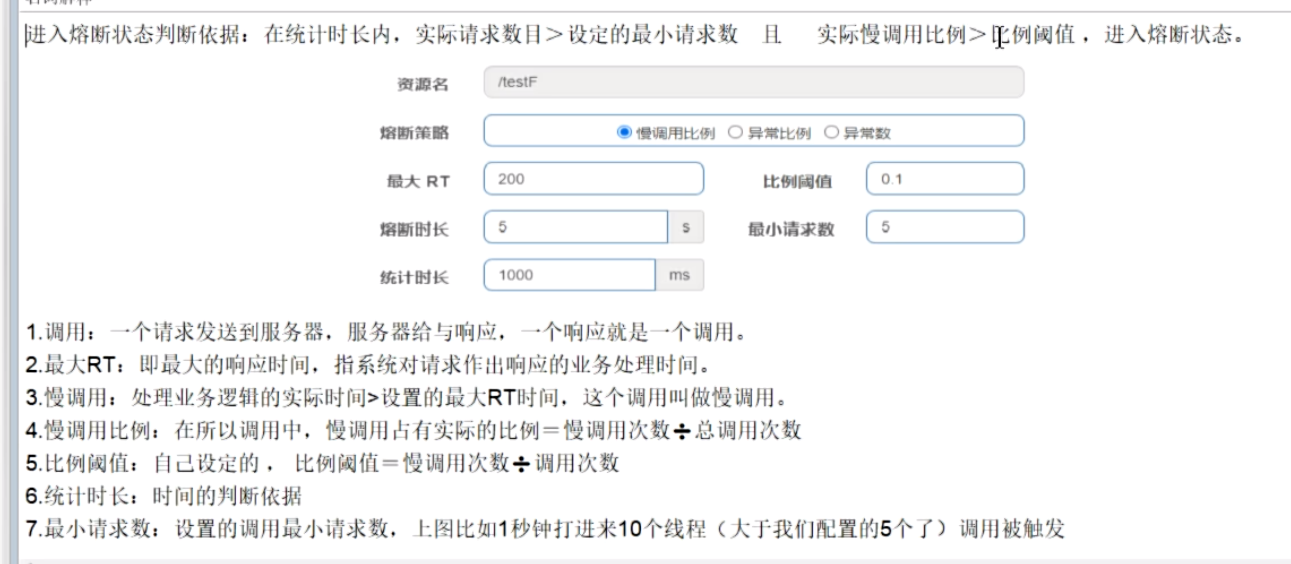 名词解释
进入熔断状态判断依据：在统计时长内，实际请求数目＞设定的最小请求数 且 实际慢调用比例＞比例阈值 ，进入熔断状态。
资源名 /testF
熔断策略 慢调用比例 异常比例 异常数
最大 RT 200 比例阈值 0.1
熔断时长 5 s 最小请求数 5
统计时长 1000 ms
1.调用：一个请求发送到服务器，服务器给与响应，一个响应就是一个调用。
2.最大RT：即最大的响应时间，指系统对请求作出响应的业务处理时间。
3.慢调用：处理业务逻辑的实际时间>设置的最大RT时间，这个调用叫做慢调用。
4.慢调用比例：在所以调用中，慢调用占有实际的比例＝慢调用次数➗总调用次数
5.比例阈值：自己设定的 ， 比例阈值＝慢调用次数➗调用次数
6.统计时长：时间的判断依据
7.最小请求数：设置的调用最小请求数，上图比如1秒钟打进来10个线程（大于我们配置的5个了）调用被触发